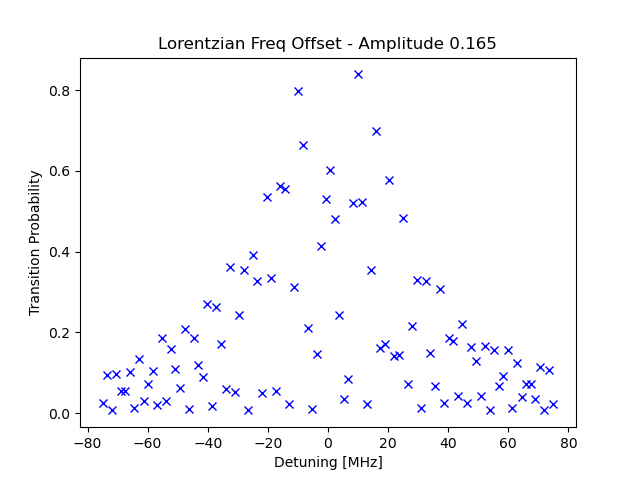 Lorentzian Freq Offset - Amplitude 0.165
Transition Probability
0.8
0.6
0.4
0.2
0.0
−80 −60 −40 −20 0 20 40 60 80
Detuning [MHz]